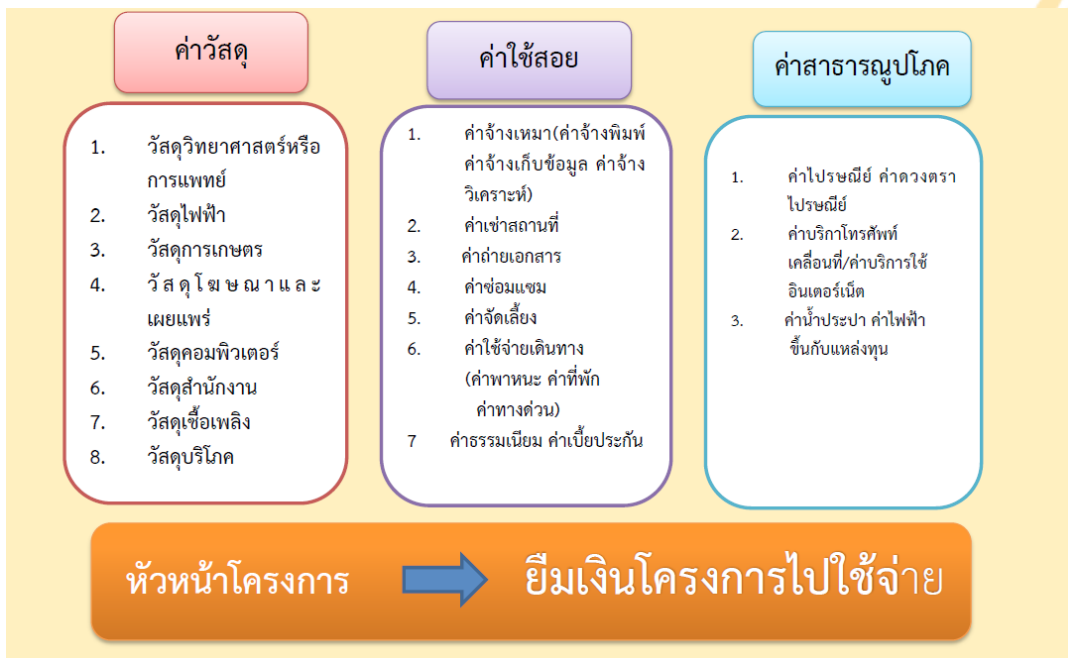 ค่าวัสดุ
1. วัสดุวิทยาศาสตร์หรือ
การแพทย์
2. วัสดุไฟฟ้า
3. วัสดุการเกษตร
4. วัสดุโฆษณาและ
เผยแพร่
5. วัสดุคอมพิวเตอร์
6. วัสดุสำนักงาน
7. วัสดุเชื้อเพลิง
8. วัสดุบริโภค
ค่าใช้สอย
1. ค่าจ้างเหมา(ค่าจ้างพิมพ์
ค่าจ้างเก็บข้อมูล ค่าจ้าง
วิเคราะห์)
2. ค่าเช่าสถานที่
3. ค่าถ่ายเอกสาร
4. ค่าซ่อมแซม
5. ค่าจัดเลี้ยง
6. ค่าใช้จ่ายเดินทาง
(ค่าพาหนะ ค่าที่พัก
ค่าทางด่วน)
7 ค่าธรรมเนียม ค่าเบี้ยประกัน
ค่าสาธารณูปโภค
1. ค่าไปรษณีย์ ค่าดวงตรา
ไปรษณีย์
2. ค่าบริกาโทรศัพท์
เคลื่อนที่/ค่าบริการใช้
อินเตอร์เน็ต
3. ค่าน้ำประปา ค่าไฟฟ้า
ขึ้นกับแหล่งทุน
หัวหน้าโครงการ ยืมเงินโครงการไปใช้จ่าย